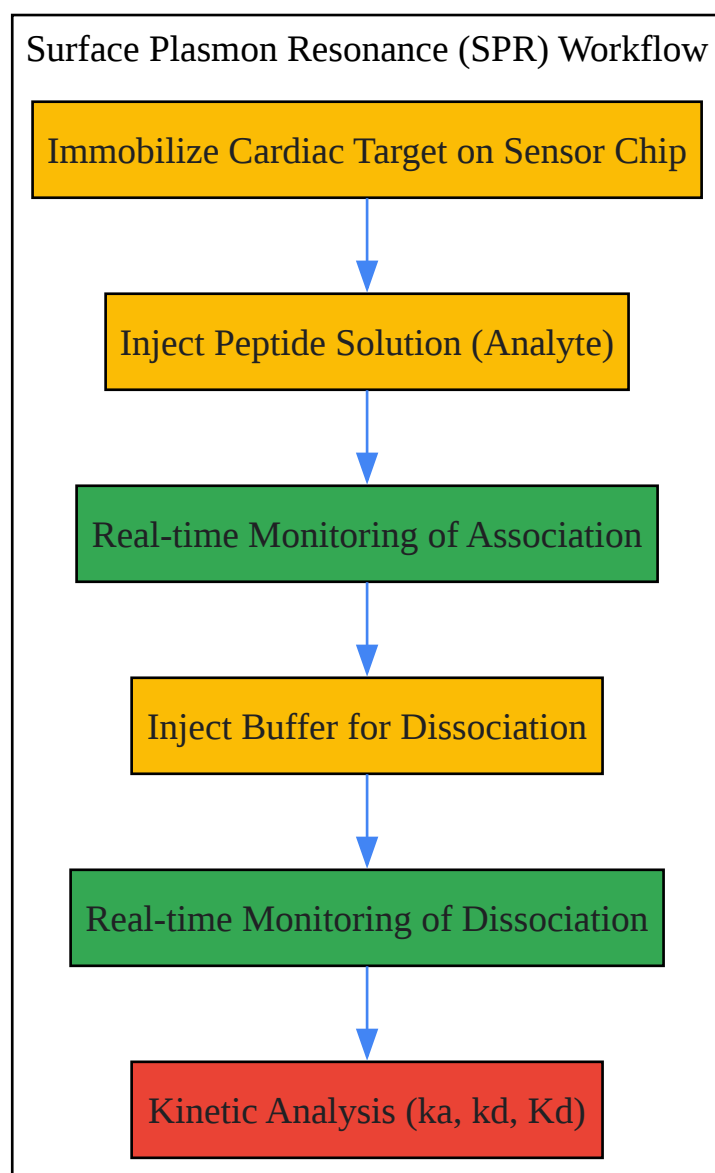 Surface Plasmon Resonance (SPR) Workflow
Immobilize Cardiac Target on Sensor Chip
Inject Peptide Solution (Analyte)
Real-time Monitoring of Association
Inject Buffer for Dissociation
Real-time Monitoring of Dissociation
Kinetic Analysis (ka, kd, Kd)